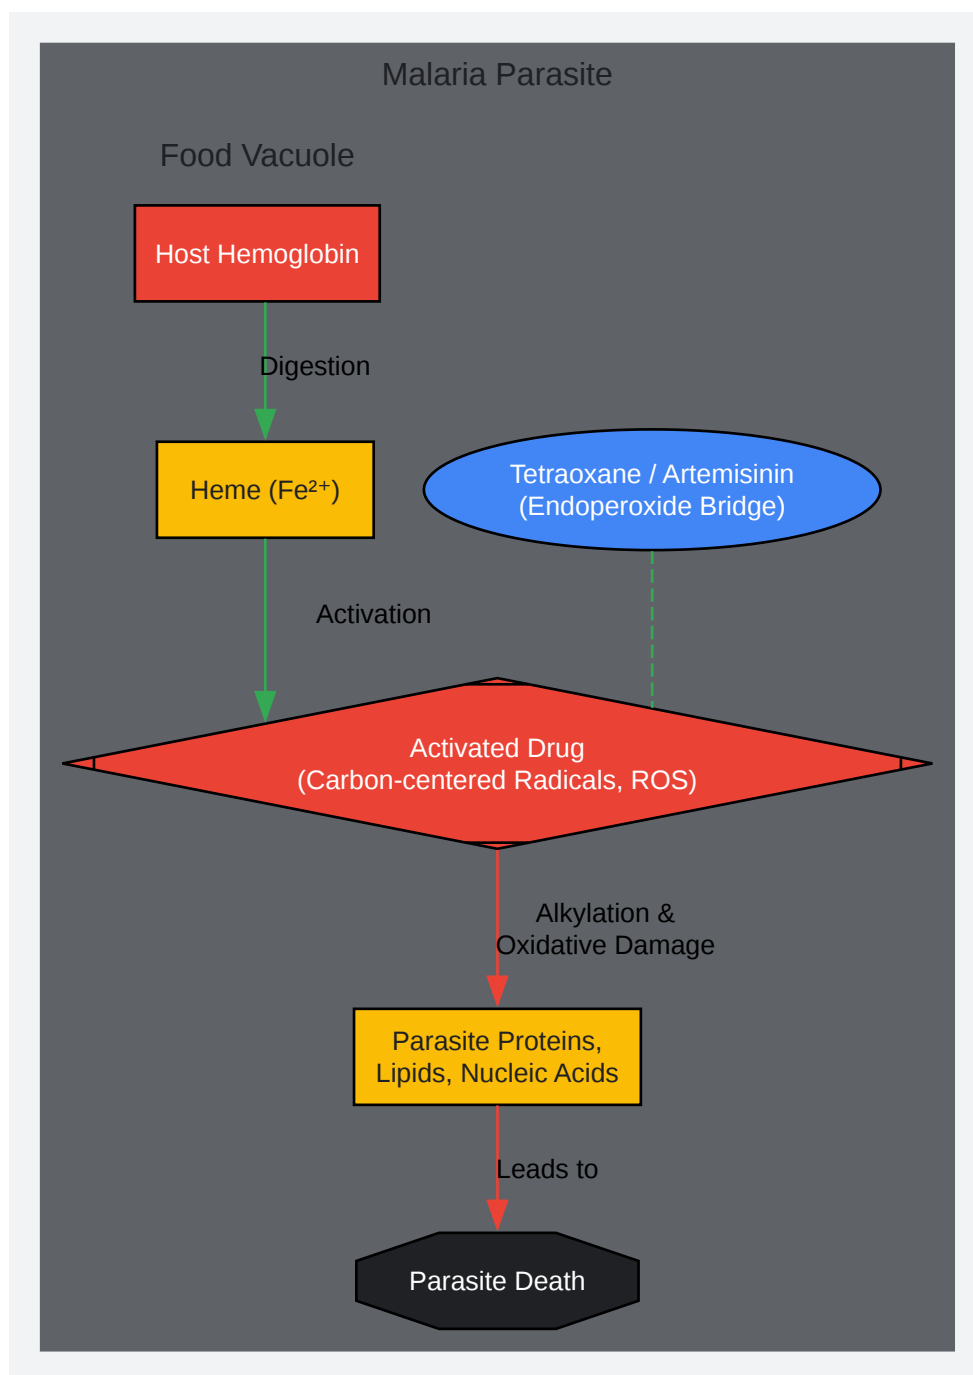 Malaria Parasite
Food Vacuole
Host Hemoglobin
Digestion
Heme (Fe²⁺)
Tetraoxane / Artemisinin
(Endoperoxide Bridge)
Activation
Activated Drug
(Carbon-centered Radicals, ROS)
Alkylation &
Oxidative Damage
Parasite Proteins,
Lipids, Nucleic Acids
Leads to
Parasite Death